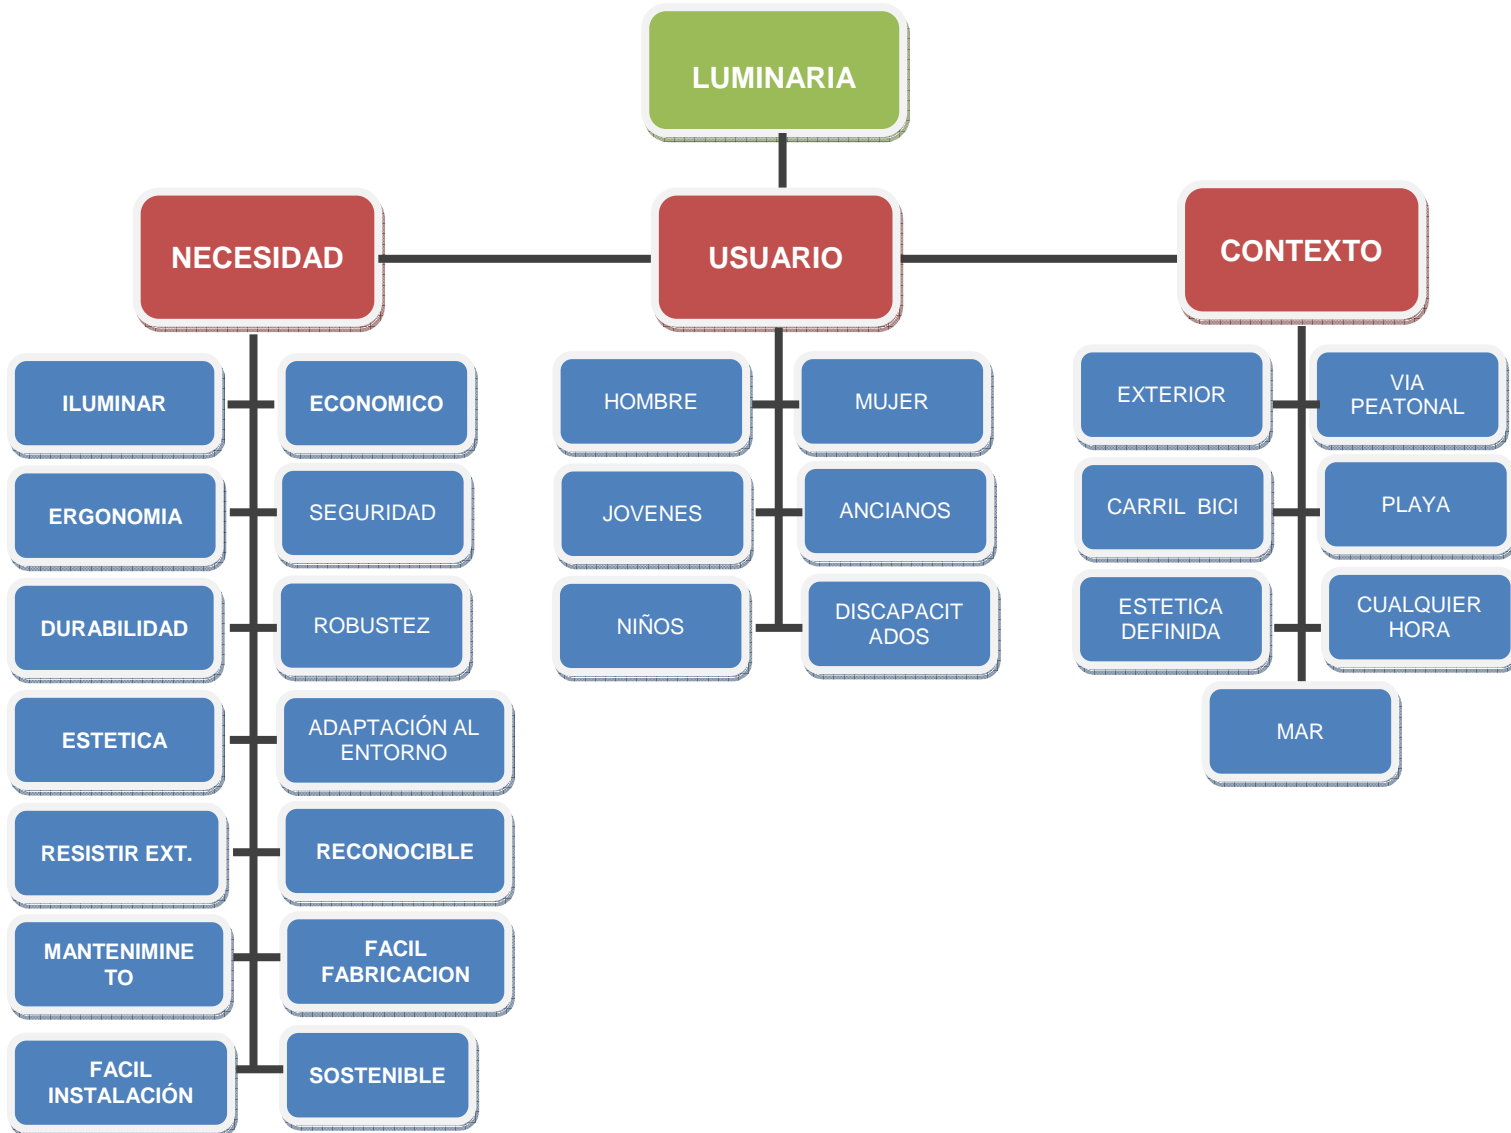 LUMINARIA
NECESIDAD
USUARIO
CONTEXTO
ILUMINAR
ECONOMICO
ERGONOMIA
SEGURIDAD
DURABILIDAD
ROBUSTEZ
ESTETICA
ADAPTACIÓN AL
ENTORNO
RESISTIR EXT.
RECONOCIBLE
MANTENIMINE
TO
FACIL
FABRICACION
FACIL
INSTALACIÓN
SOSTENIBLE
HOMBRE
MUJER
JOVENES
ANCIANOS
NIÑOS
DISCAPACIT
ADOS
EXTERIOR
VIA
PEATONAL
CARRIL BICI
PLAYA
ESTETICA
DEFINIDA
CUALQUIER
HORA
MAR